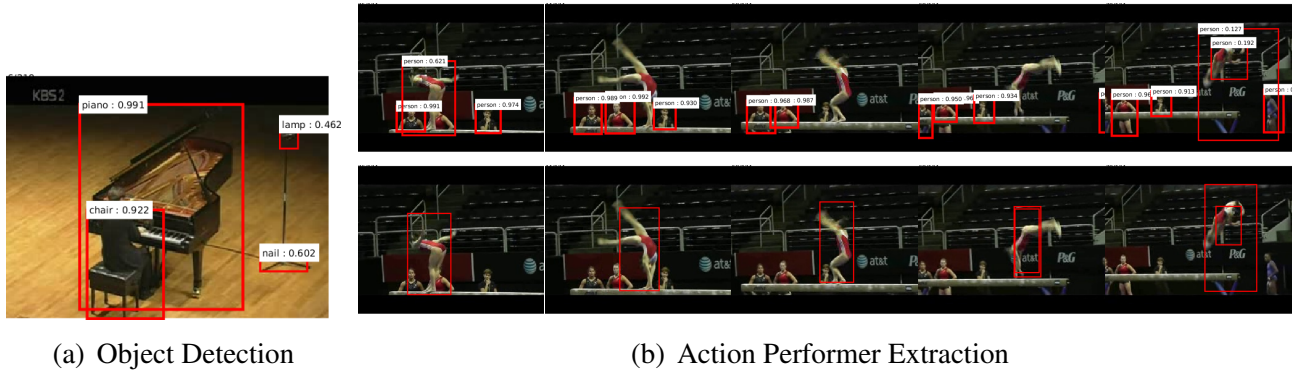 KBS2
piano : 0.991
lamp : 0.462
chair : 0.922
nail : 0.602
person : 0.621
person : 0.991
person : 0.974
person : 0.989
on : 0.992
person : 0.930
person : 0.968
0.987
at&t
person : 0.950
person : 0.934
at&t
P&G
person : 0.127
person : 0.192
person : 0.913
at&t
at&t
P&G
(a) Object Detection
(b) Action Performer Extraction